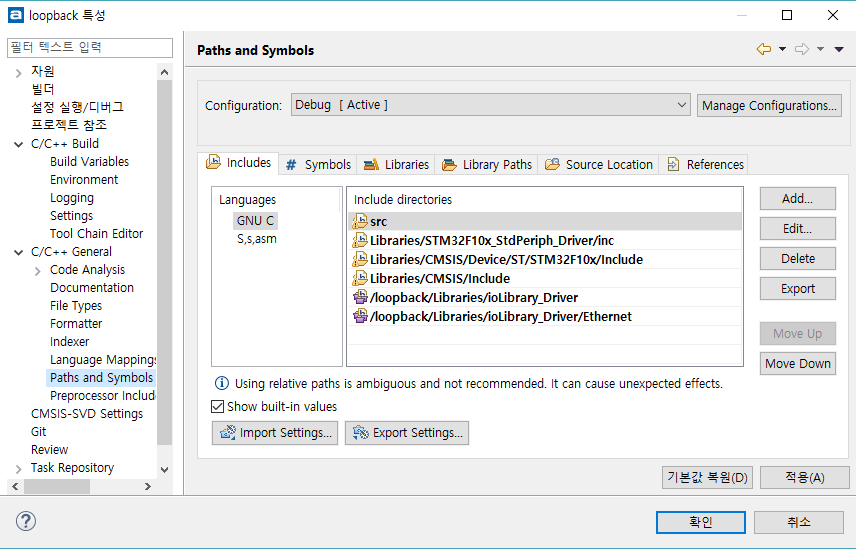 loopback 특성
필터 텍스트 입력
자원
빌더
설정 실행/디버그
프로젝트 참조
C/C++ Build
Build Variables
Environment
Logging
Settings
Tool Chain Editor
C/C++ General
Code Analysis
Documentation
File Types
Formatter
Indexer
Language Mappings
Paths and Symbols
Preprocessor Includ
CMSIS-SVD Settings
Git
Review
Task Repository
Paths and Symbols
Configuration: Debug [ Active ] Manage Configurations...
Includes # Symbols Libraries Library Paths Source Location References
Languages
GNU C
S,s,asm
Include directories
src
Libraries/STM32F10x_StdPeriph_Driver/inc
Libraries/CMSIS/Device/ST/STM32F10x/Include
Libraries/CMSIS/Include
/loopback/Libraries/ioLibrary_Driver
/loopback/Libraries/ioLibrary_Driver/Ethernet
Add...
Edit...
Delete
Export
Move Up
Move Down
Using relative paths is ambiguous and not recommended. It can cause unexpected effects.
Show built-in values
Import Settings... Export Settings...
기본값 복원(D) 적용(A)
확인 취소